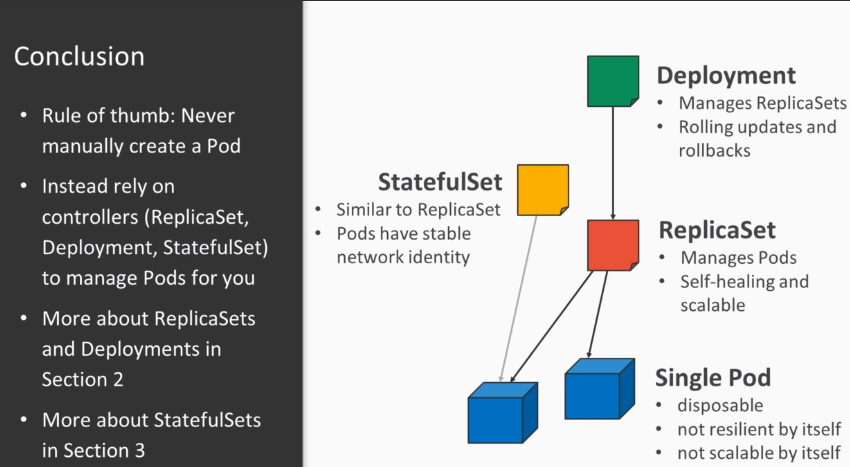 Conclusion
• Rule of thumb: Never
manually create a Pod
• Instead rely on
controllers (ReplicaSet,
Deployment, StatefulSet)
to manage Pods for you
• More about ReplicaSets
and Deployments in
Section 2
• More about StatefulSets
in Section 3
Deployment
• Manages ReplicaSets
• Rolling updates and
rollbacks
StatefulSet
• Similar to ReplicaSet
• Pods have stable
network identity
ReplicaSet
• Manages Pods
• Self-healing and
scalable
Single Pod
• disposable
• not resilient by itself
• not scalable by itself